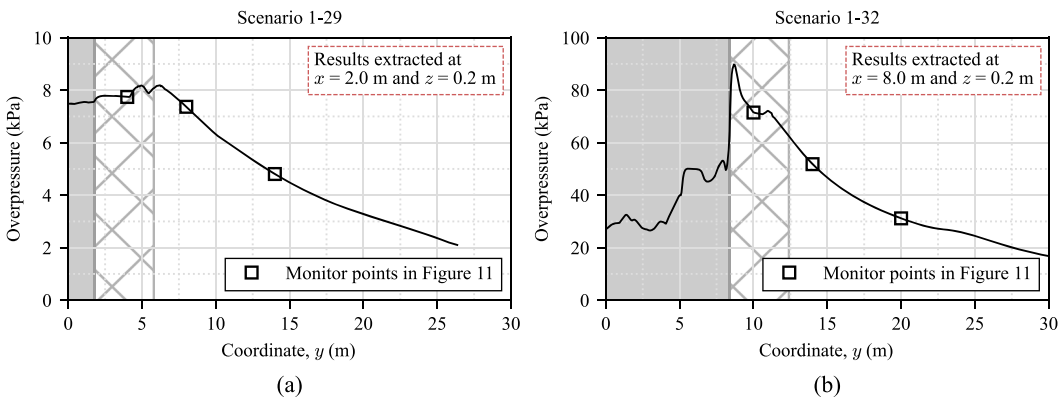 Scenario 1-29
10
8
6
4
2
0
Overpressure (kPa)
Results extracted at
x = 2.0 m and z = 0.2 m
Monitor points in Figure 11
0 5 10 15 20 25 30
Coordinate, y (m)
(a)
Scenario 1-32
100
80
60
40
20
0
Overpressure (kPa)
Results extracted at
x = 8.0 m and z = 0.2 m
Monitor points in Figure 11
0 5 10 15 20 25 30
Coordinate, y (m)
(b)